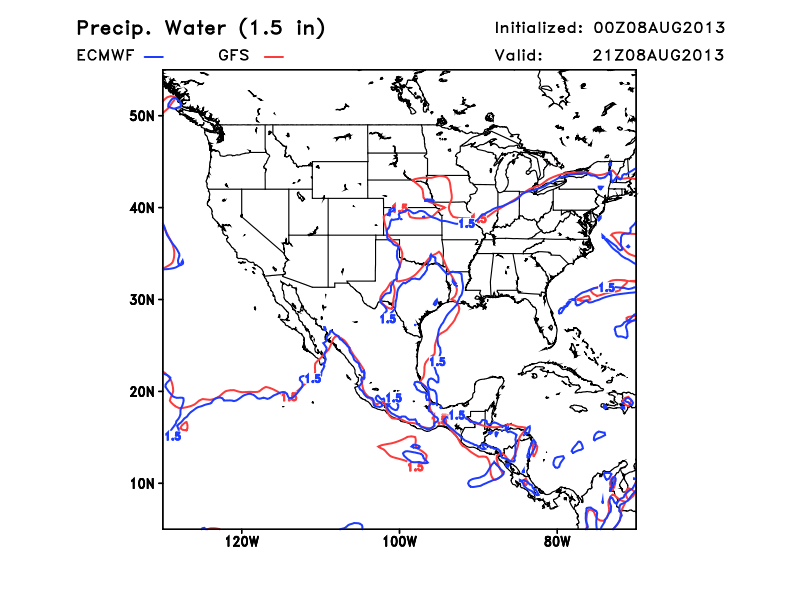 Precip. Water (1.5 in) Initialized: 00Z08AUG2013
ECMWF GFS Valid: 21Z08AUG2013
50N
40N
30N
20N
10N
120W 100W 80W
1.5
1.5
1.5
1.5
1.5
1.5
1.5
1.5
1.5
1.5
1.5
1.5